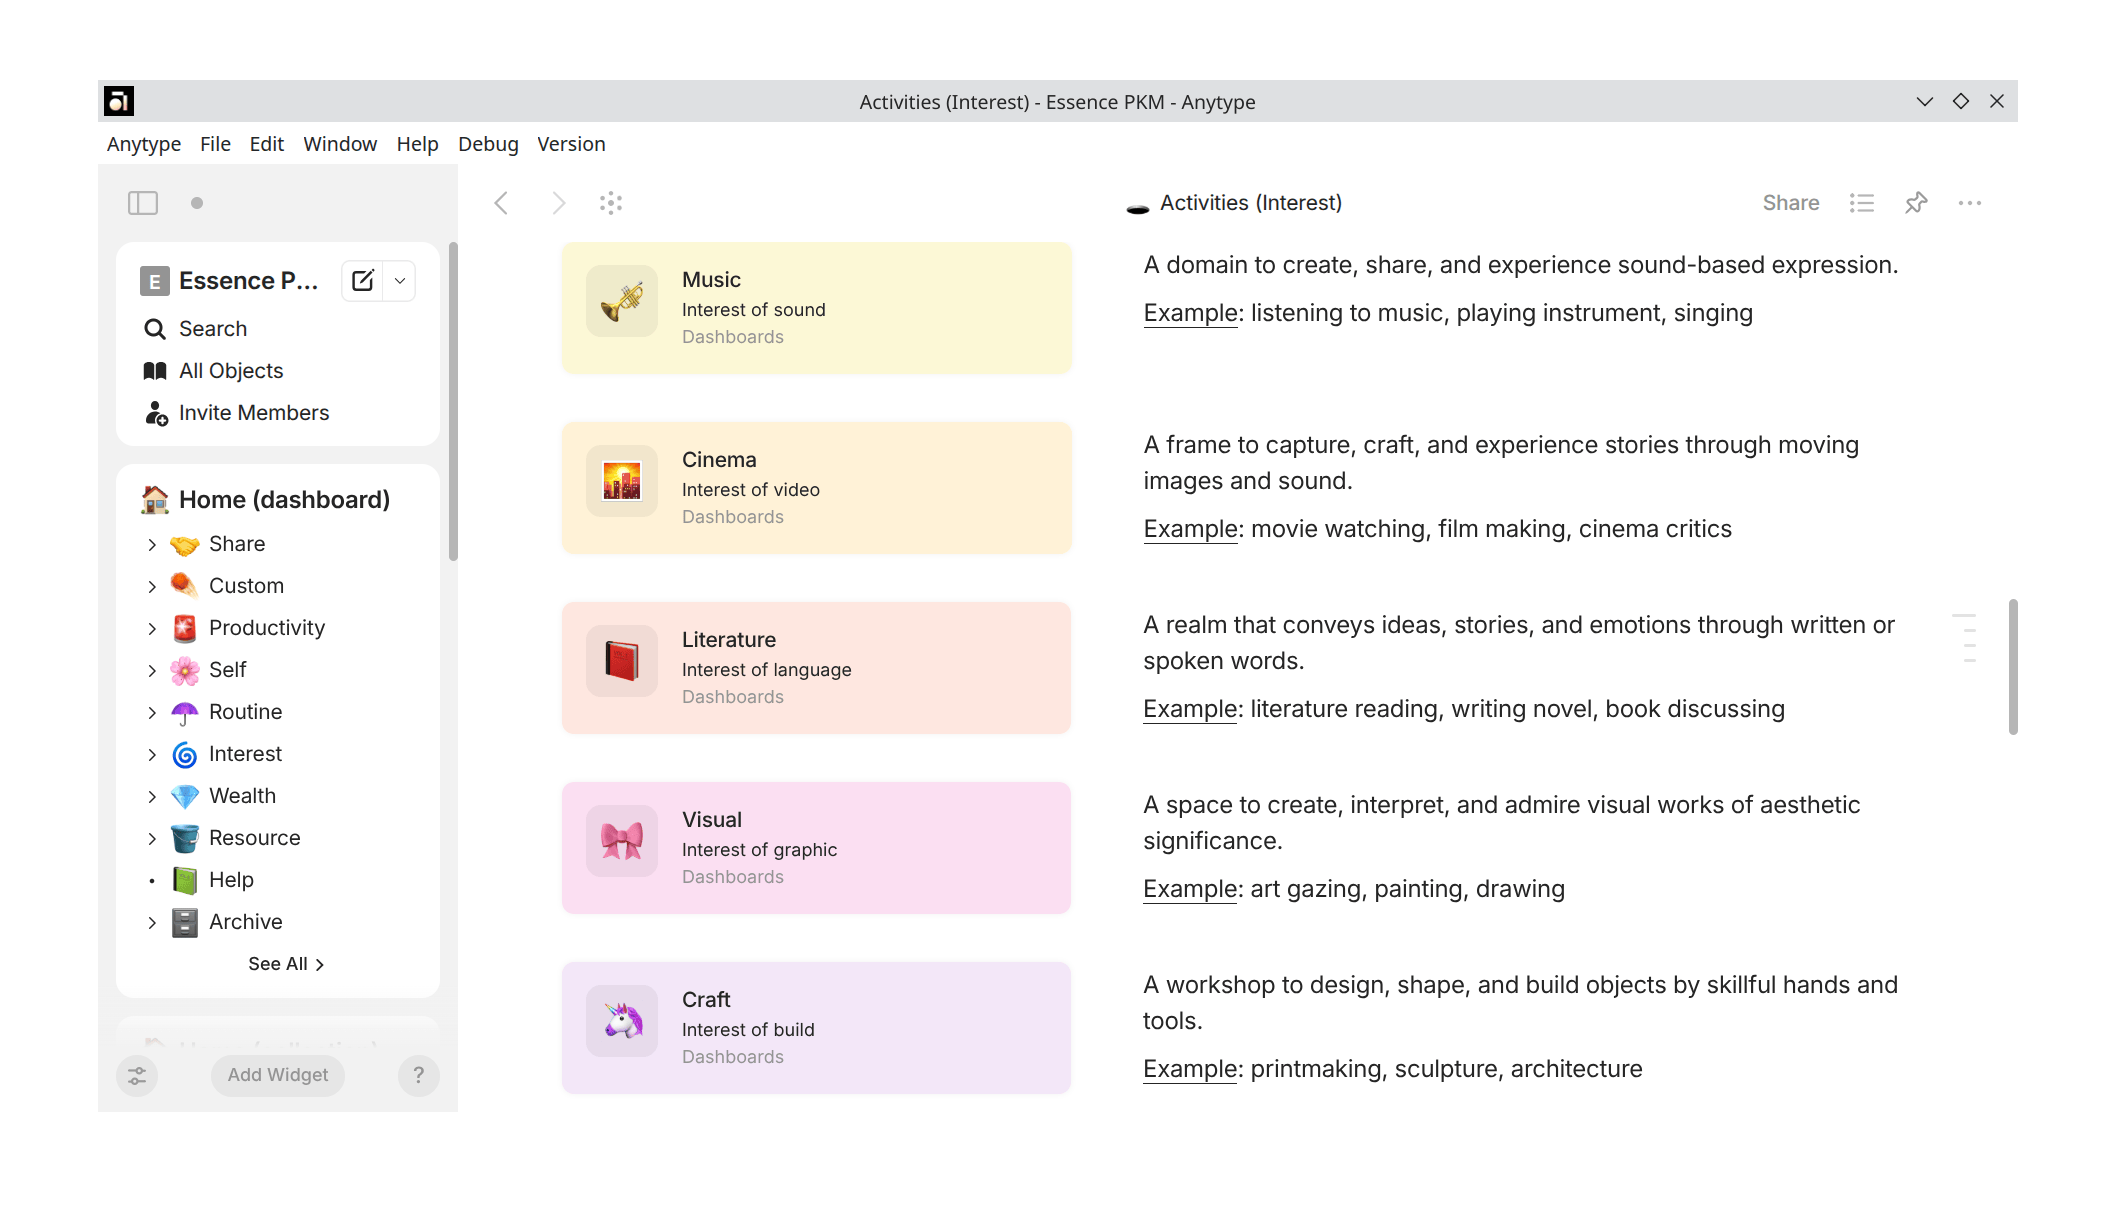 Activities (Interest) - Essence PKM - Anytype
Anytype File Edit Window Help Debug Version
Activities (Interest)
Share
E Essence P...
Search
All Objects
Invite Members
Home (dashboard)
Share
Custom
Productivity
Self
Routine
Interest
Wealth
Resource
Help
Archive
See All
Add Widget
?
Music
Interest of sound
Dashboards
A domain to create, share, and experience sound-based expression.
Example: listening to music, playing instrument, singing
Cinema
Interest of video
Dashboards
A frame to capture, craft, and experience stories through moving
images and sound.
Example: movie watching, film making, cinema critics
Literature
Interest of language
Dashboards
A realm that conveys ideas, stories, and emotions through written or
spoken words.
Example: literature reading, writing novel, book discussing
Visual
Interest of graphic
Dashboards
A space to create, interpret, and admire visual works of aesthetic
significance.
Example: art gazing, painting, drawing
Craft
Interest of build
Dashboards
A workshop to design, shape, and build objects by skillful hands and
tools.
Example: printmaking, sculpture, architecture